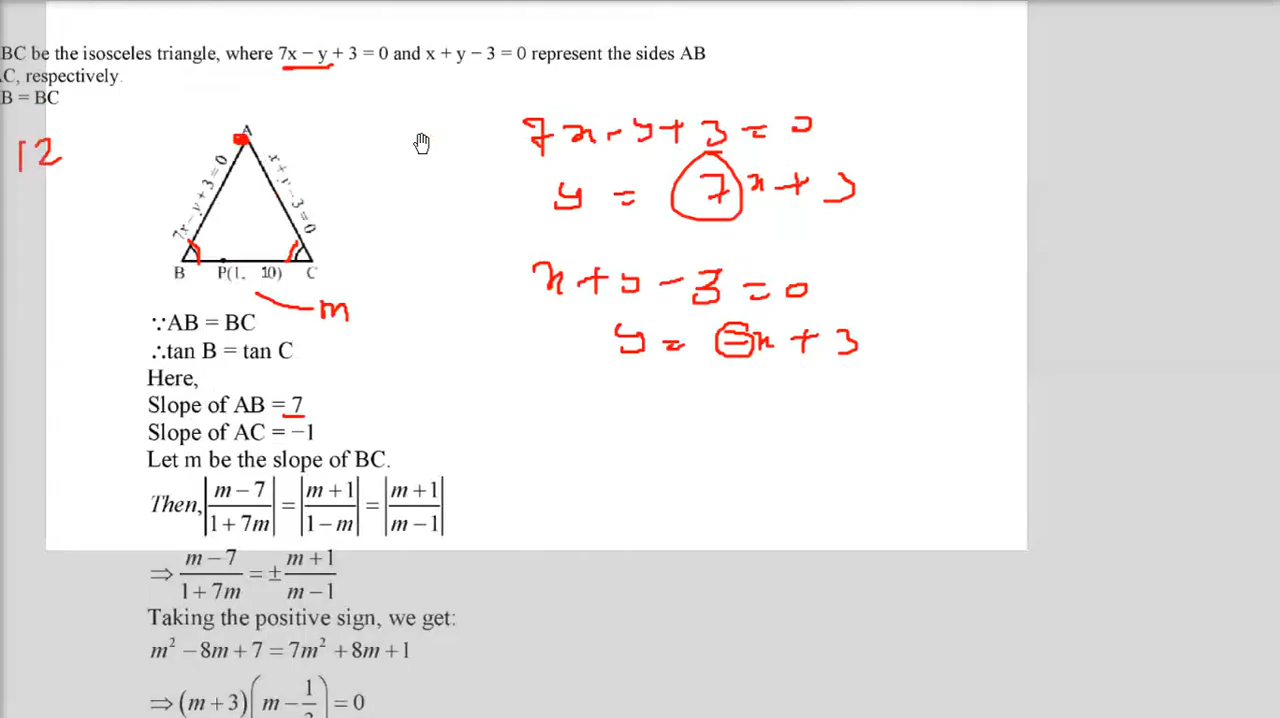 BC be the isosceles triangle, where 7x − y + 3 = 0 and x + y − 3 = 0 represent the sides AB
C, respectively.
B = BC
12
A
7x − y + 3 = 0
x + y − 3 = 0
B P(1, 10) C
m
7x - y + 3 = 0
y = 7x + 3
x + y - 3 = 0
y = -x + 3
∵AB = BC
∴tan B = tan C
Here,
Slope of AB = 7
Slope of AC = −1
Let m be the slope of BC.
Then, |(m − 7)/(1 + 7m)| = |(m + 1)/(1 − m)| = |(m + 1)/(m − 1)|
⇒ (m − 7)/(1 + 7m) = ± (m + 1)/(m − 1)
Taking the positive sign, we get:
m² − 8m + 7 = 7m² + 8m + 1
⇒ (m + 3)(m − 1/3) = 0